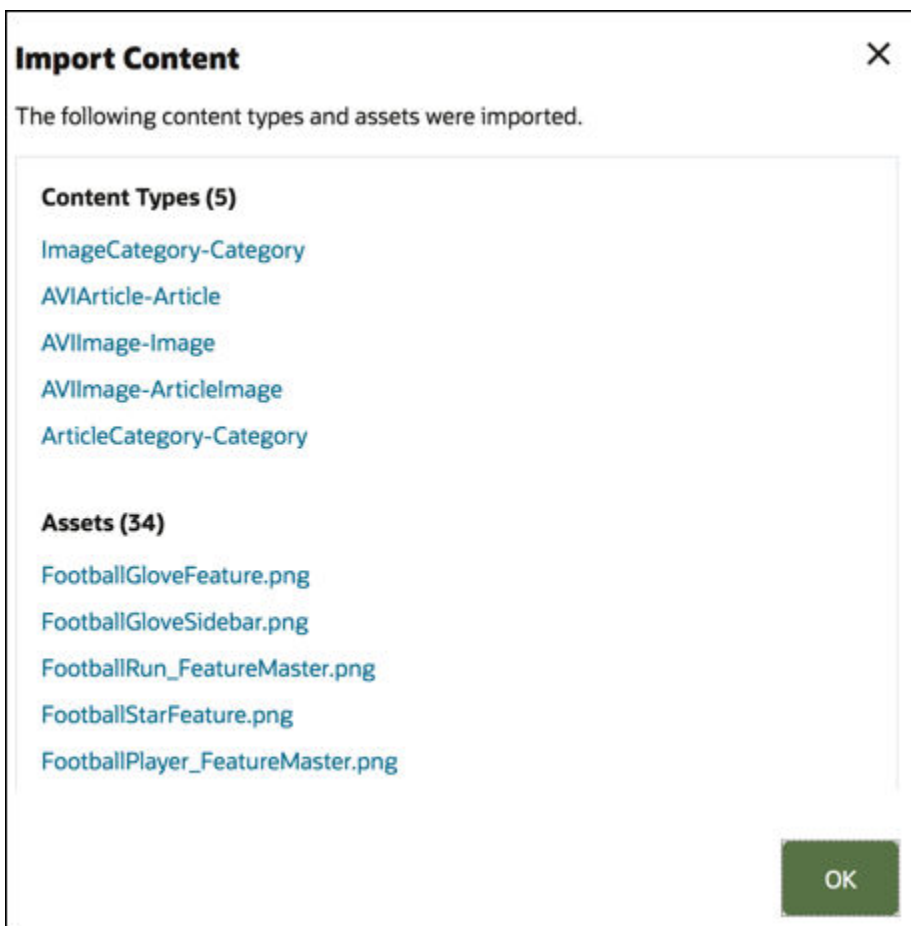 Import Content
The following content types and assets were imported.
Content Types (5)
ImageCategory-Category
AVIArticle-Article
AVIImage-Image
AVIImage-ArticleImage
ArticleCategory-Category
Assets (34)
FootballGloveFeature.png
FootballGloveSidebar.png
FootballRun_FeatureMaster.png
FootballStarFeature.png
FootballPlayer_FeatureMaster.png
OK